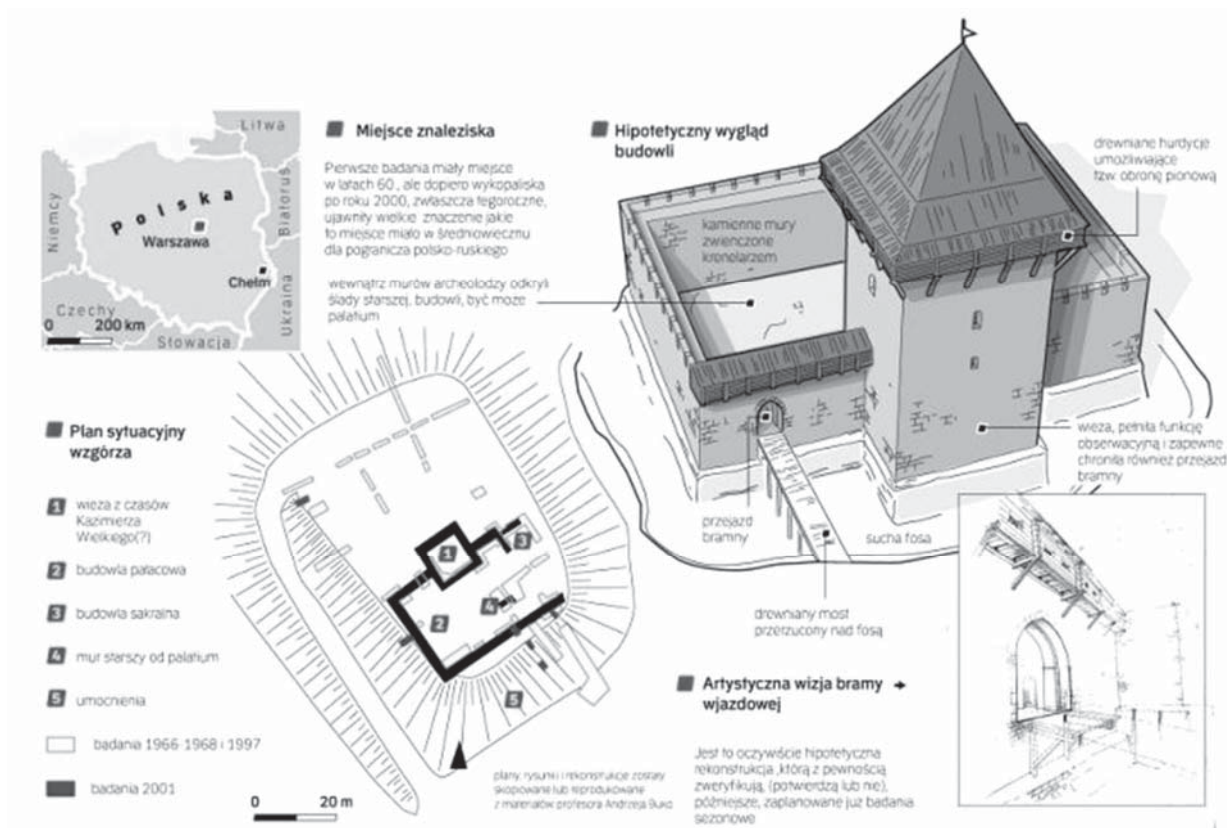 Litwa
Niemcy
Polska
Białoruś
Warszawa
Chełm
Ukraina
Czechy
Słowacja
0 200 km
Miejsce znaleziska
Pierwsze badania miały miejsce
w latach 60., ale dopiero wykopaliska
po roku 2000, zwłaszcza tegoroczne,
ujawniły wielkie znaczenie jakie
to miejsce miało w średniowiecznu
dla pogranicza polsko-ruskiego
wewnątrz murów archeolodzy odkryli
ślady starszej, budowli, być może
palatium
Hipotetyczny wygląd
budowli
drewniane hurdycje
umożliwiające
tzw. obronę pionową
kamienne mury
zwieńczone
krenelarzem
wieża, pełniła funkcję
obserwacyjną i zapewne
chroniła również przejazd
bramny
przejazd
bramny
sucha fosa
drewniany most
przerzucony nad fosą
Plan sytuacyjny
wzgórza
1 wieża z czasów
Kazimierza
Wielkiego(?)
2 budowla pałacowa
3 budowla sakralna
4 mur starszy od palatium
5 umocnienia
badania 1966-1968 i 1997
badania 2001
1
2
3
4
5
0 20 m
plany, rysunki i rekonstrukcje zostały
skopiowane lub reprodukowane
z materiałów profesora Andrzeja Buko
Artystyczna wizja bramy
wjazdowej
Jest to oczywiście hipotetyczna
rekonstrukcja ,którą z pewnością
zweryfikują, (potwierdzą lub nie),
późniejsze, zaplanowane już badania
sezonowe